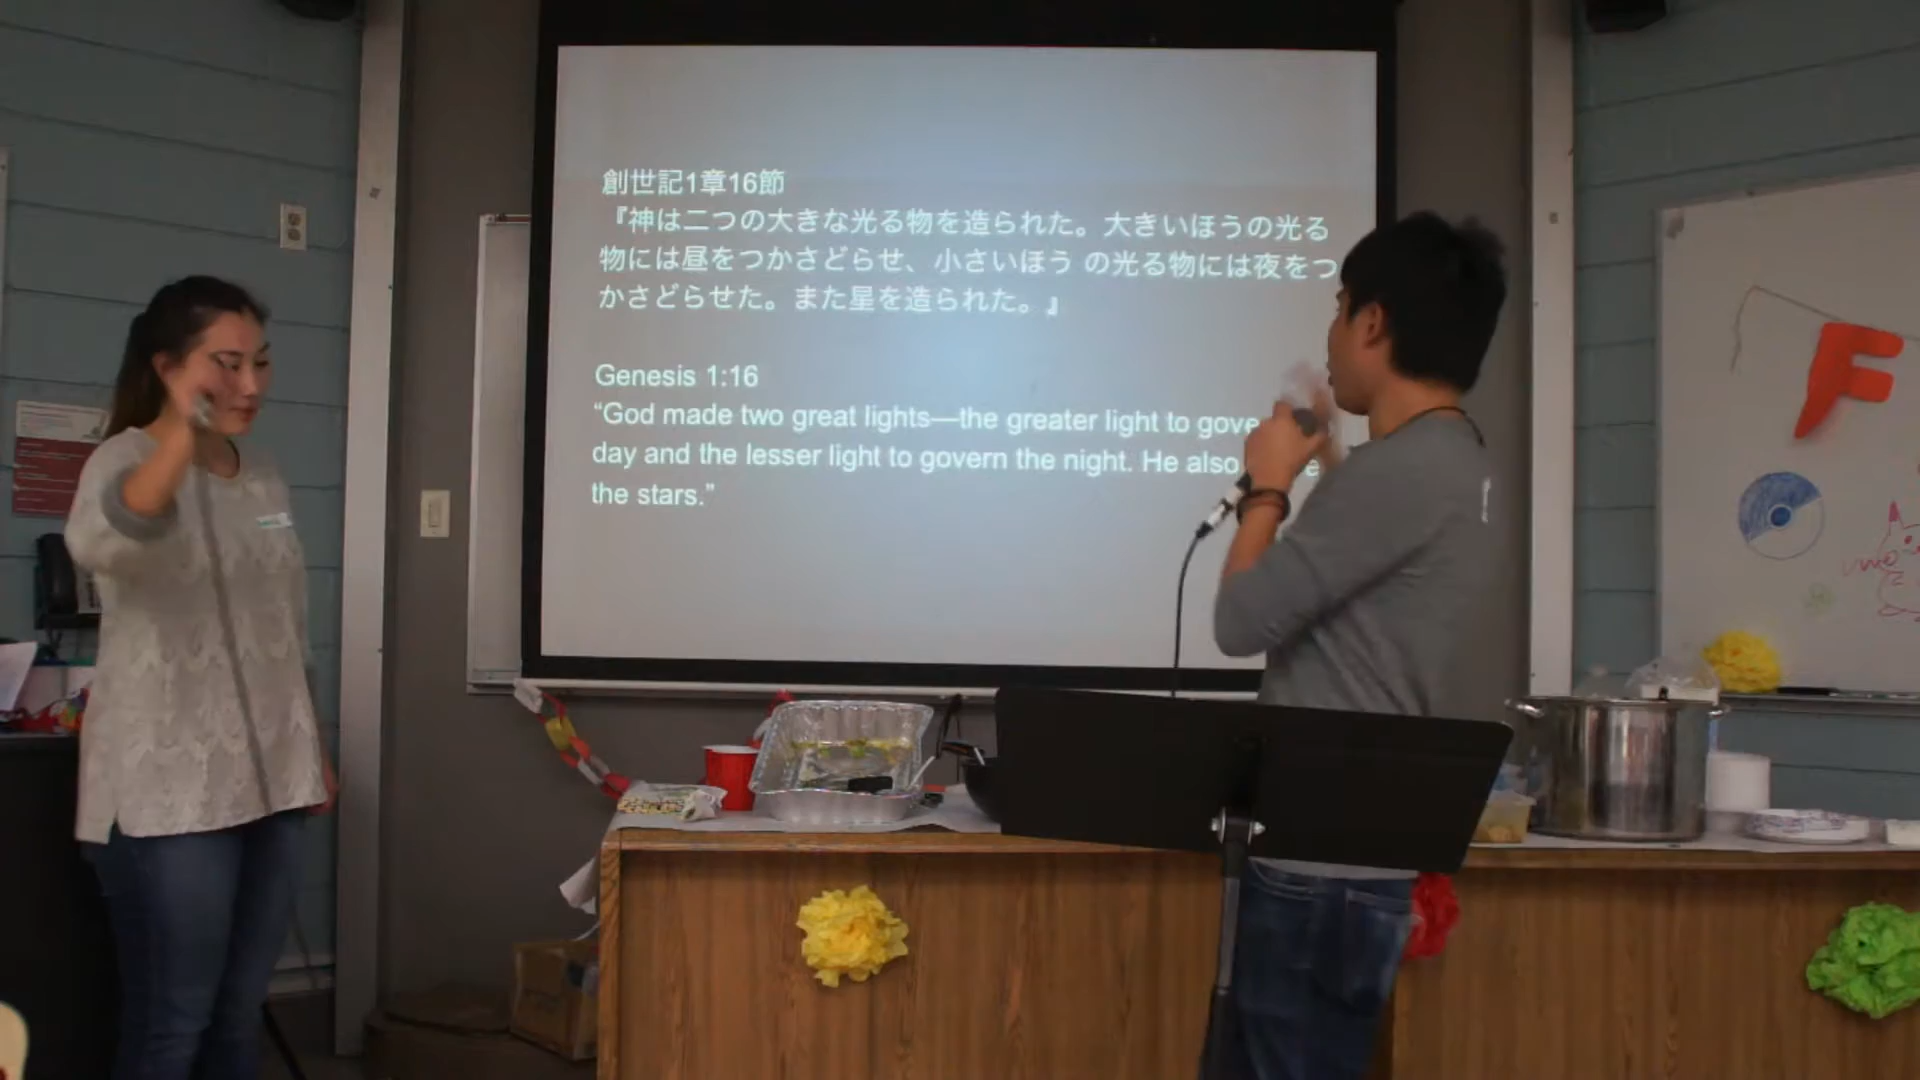 創世記1章16節
『神は二つの大きな光る物を造られた。大きいほうの光る
物には昼をつかさどらせ、小さいほう の光る物には夜をつ
かさどらせた。また星を造られた。』
Genesis 1:16
“God made two great lights—the greater light to gove
day and the lesser light to govern the night. He also
the stars.”
F